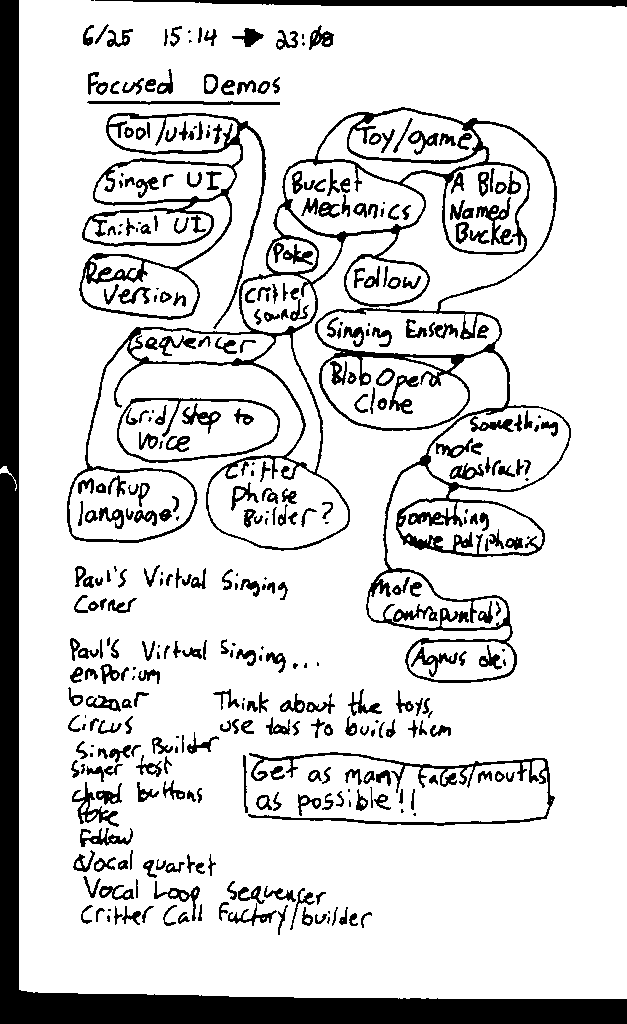 6/25 15:14 → 23:08
Focused Demos
Tool/utility
Toy/game
Singer UI
Bucket
Mechanics
A Blob
Named
Bucket
Initial UI
Poke
React
Version
Follow
Critter
sounds
Singing Ensemble
Sequencer
Blob Opera
Clone
Grid/Step to
Voice
Something
more
abstract?
Markup
language?
Critter
Phrase
Builder?
Something
more polyphonic
Paul's Virtual Singing
Corner
more
Contrapuntal?
Agnus dei
Paul's Virtual Singing...
emporium
bazaar
Circus
Think about the toys,
use tools to build them
Singer Builder
Singer test
chord buttons
Poke
Follow
Vocal quartet
Get as many faces/mouths
as possible!!
Vocal Loop Sequencer
Critter Call Factory/builder